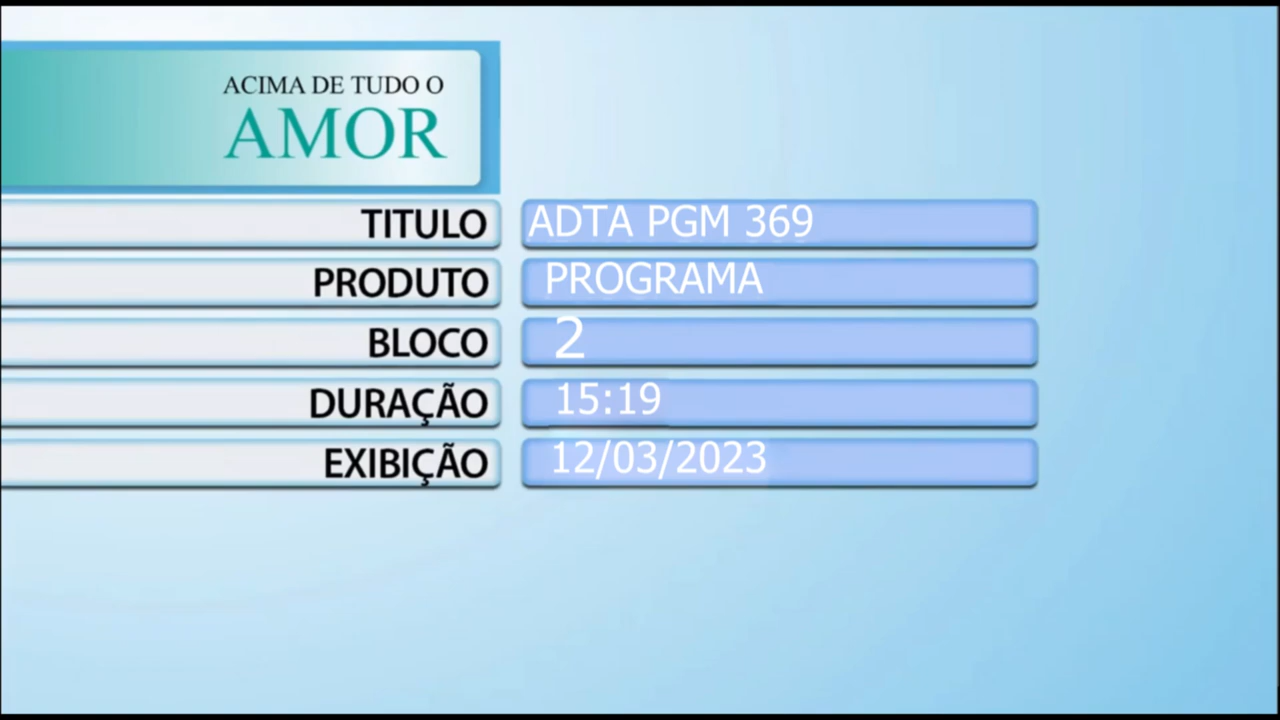 ACIMA DE TUDO O
AMOR
TITULO ADTA PGM 369
PRODUTO PROGRAMA
BLOCO 2
DURAÇÃO 15:19
EXIBIÇÃO 12/03/2023